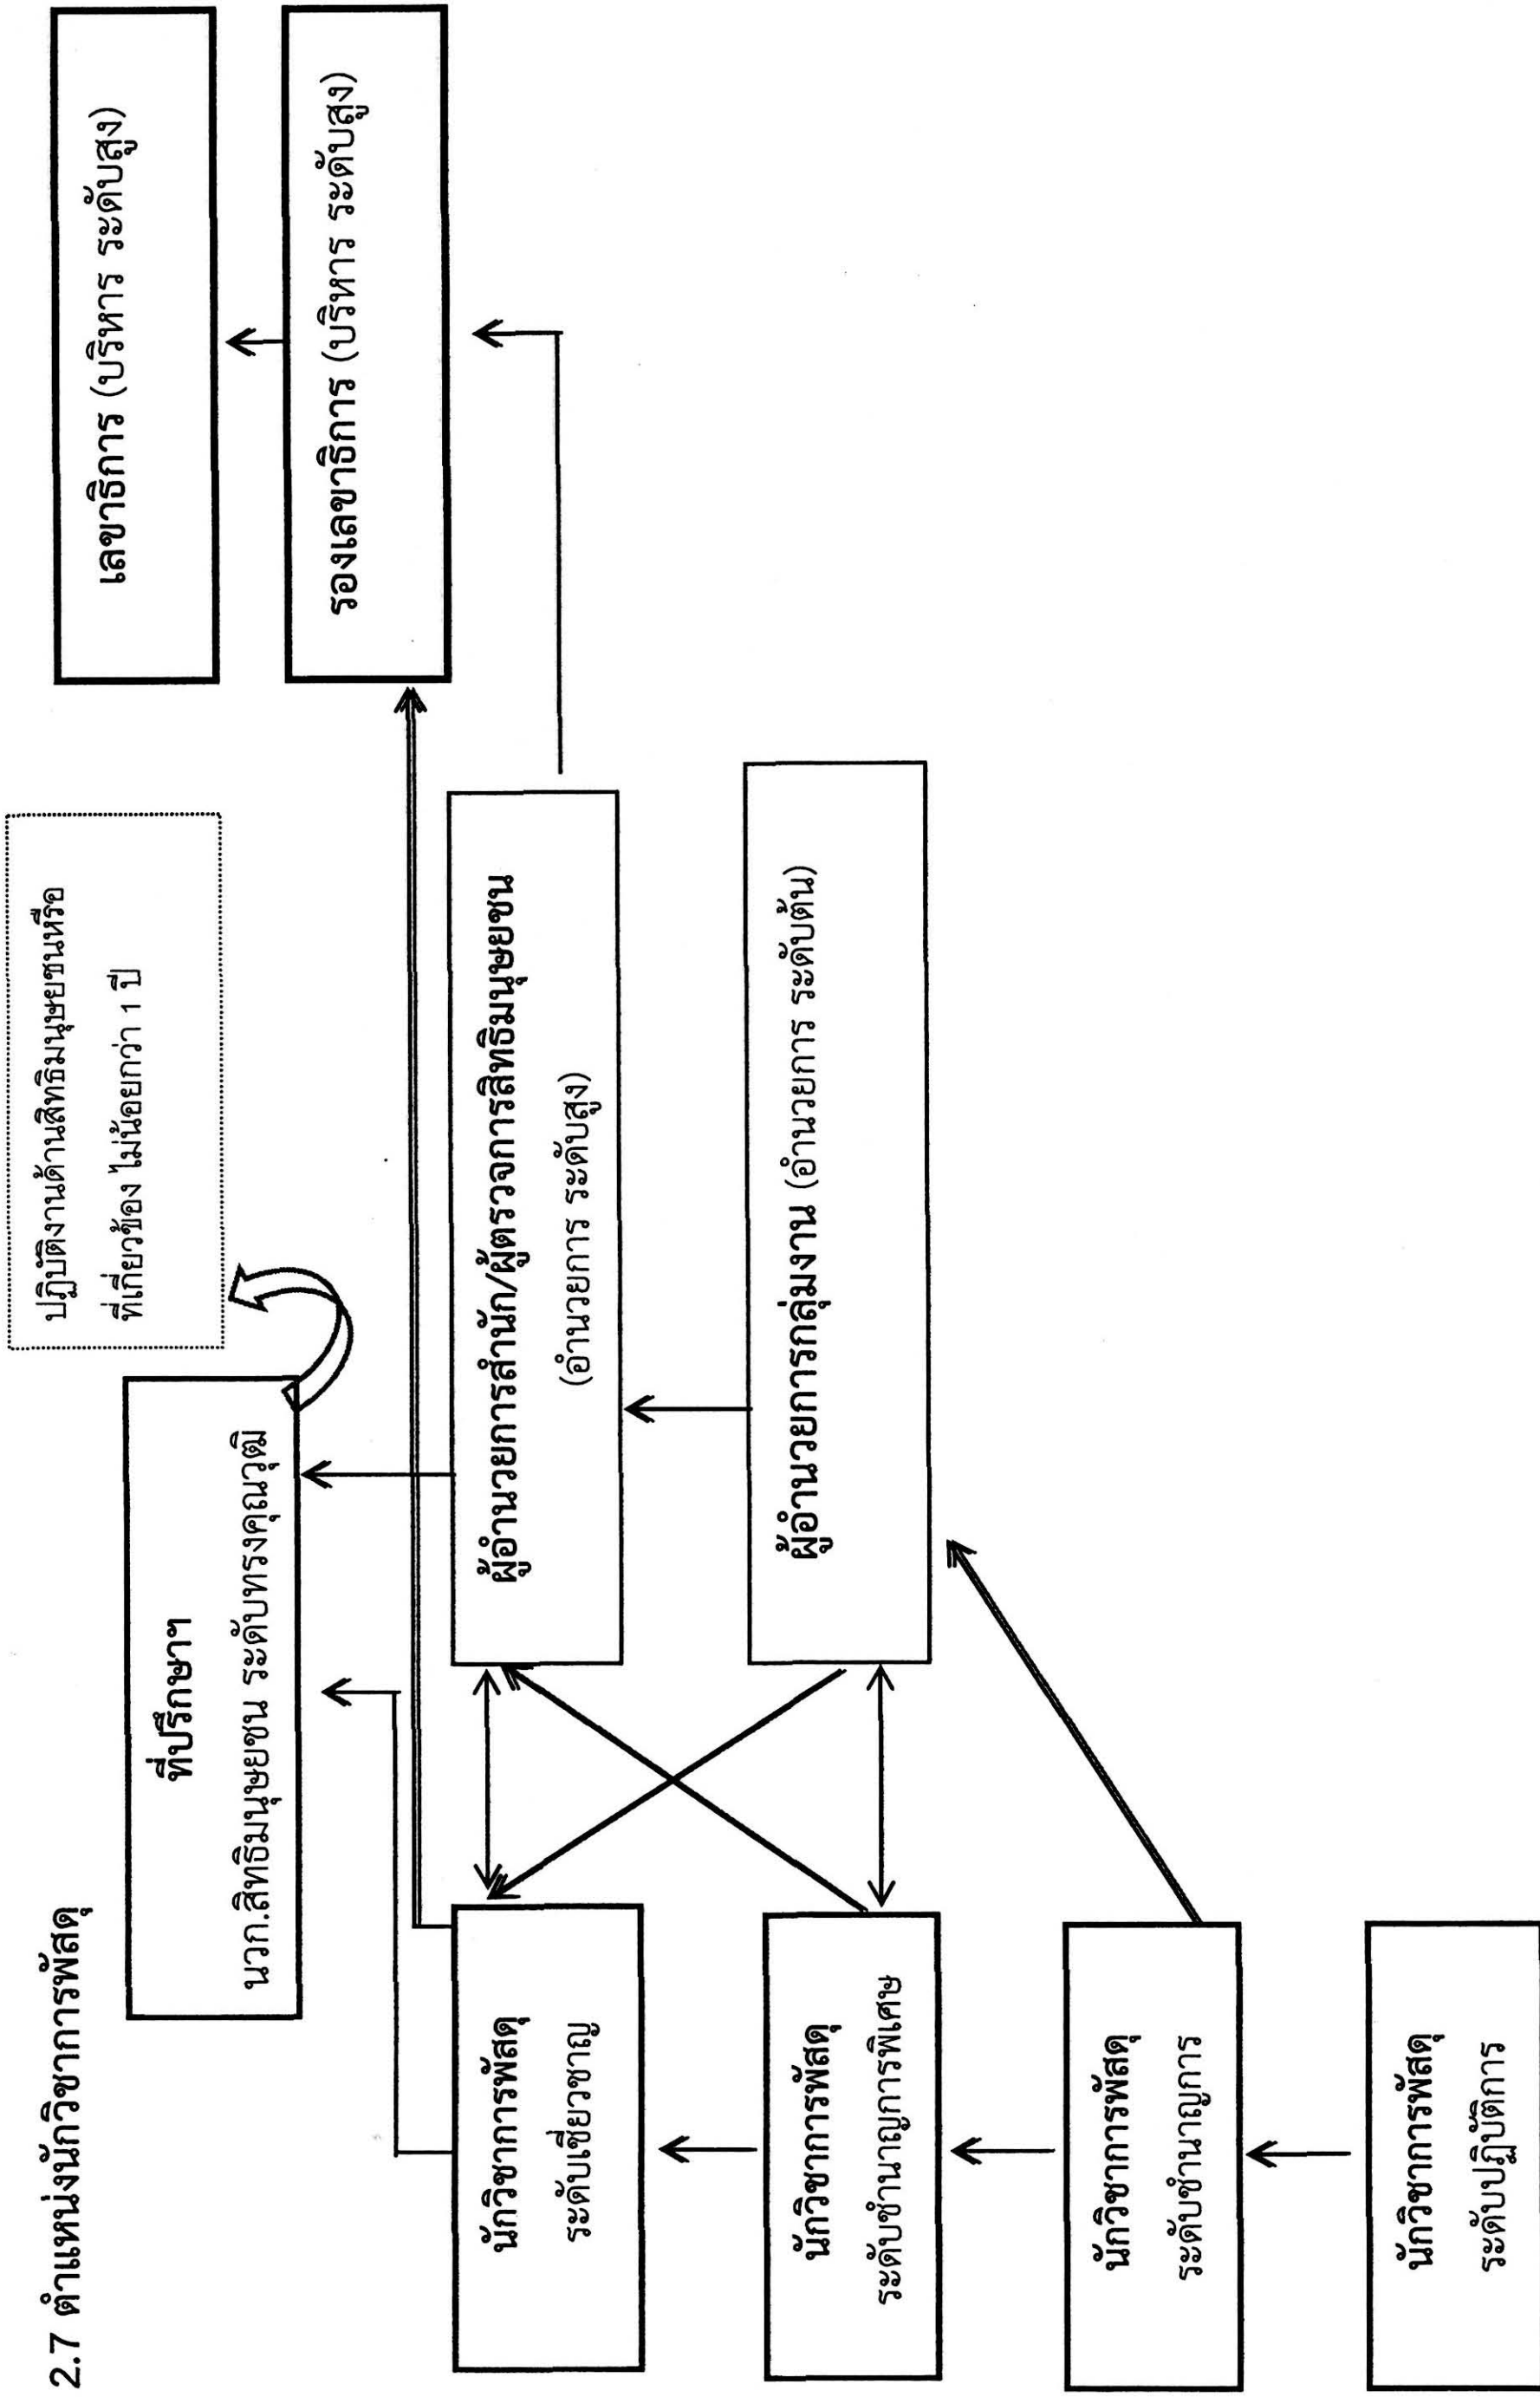 2.7 ตำแหน่งนักวิชาการพัสดุ
ที่ปรึกษาฯ
นวก.สิทธิมนุษยชน ระดับทรงคุณวุฒิ
ปฏิบัติงานด้านสิทธิมนุษยชนหรือ
ที่เกี่ยวข้อง ไม่น้อยกว่า 1 ปี
เลขาธิการ (บริหาร ระดับสูง)
รองเลขาธิการ (บริหาร ระดับสูง)
นักวิชาการพัสดุ
ระดับเชี่ยวชาญ
ผู้อำนวยการสำนัก/ผู้ตรวจการสิทธิมนุษยชน
(อำนวยการ ระดับสูง)
นักวิชาการพัสดุ
ระดับชำนาญการพิเศษ
ผู้อำนวยการกลุ่มงาน (อำนวยการ ระดับต้น)
นักวิชาการพัสดุ
ระดับชำนาญการ
นักวิชาการพัสดุ
ระดับปฏิบัติการ